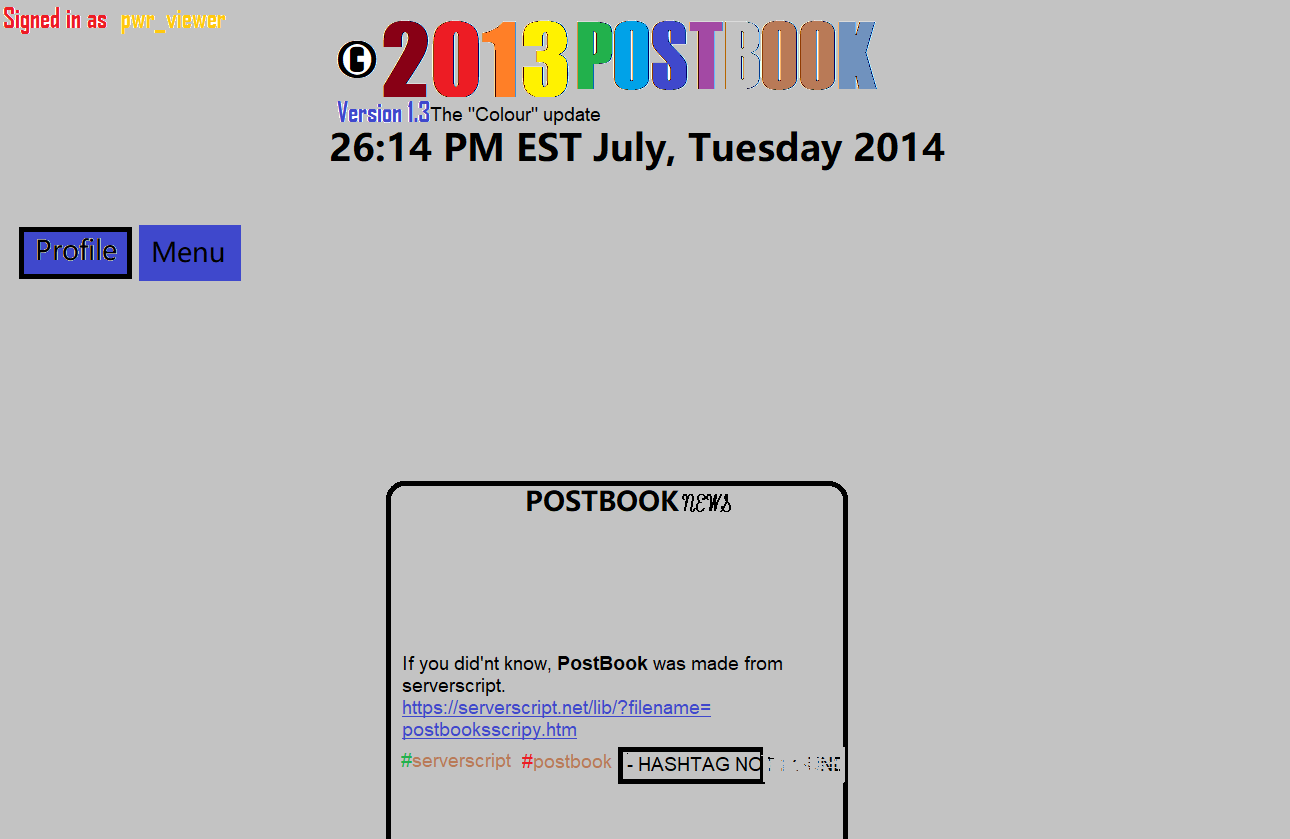 Signed in as pwr_viewer
© 2013 POSTBOOK
Version 1.3 The "Colour" update
26:14 PM EST July, Tuesday 2014
Profile Menu
POSTBOOK NEWS
If you did'nt know, PostBook was made from
serverscript.
https://serverscript.net/lib/?filename=
postbooksscripy.htm
#serverscript #postbook - HASHTAG NOT